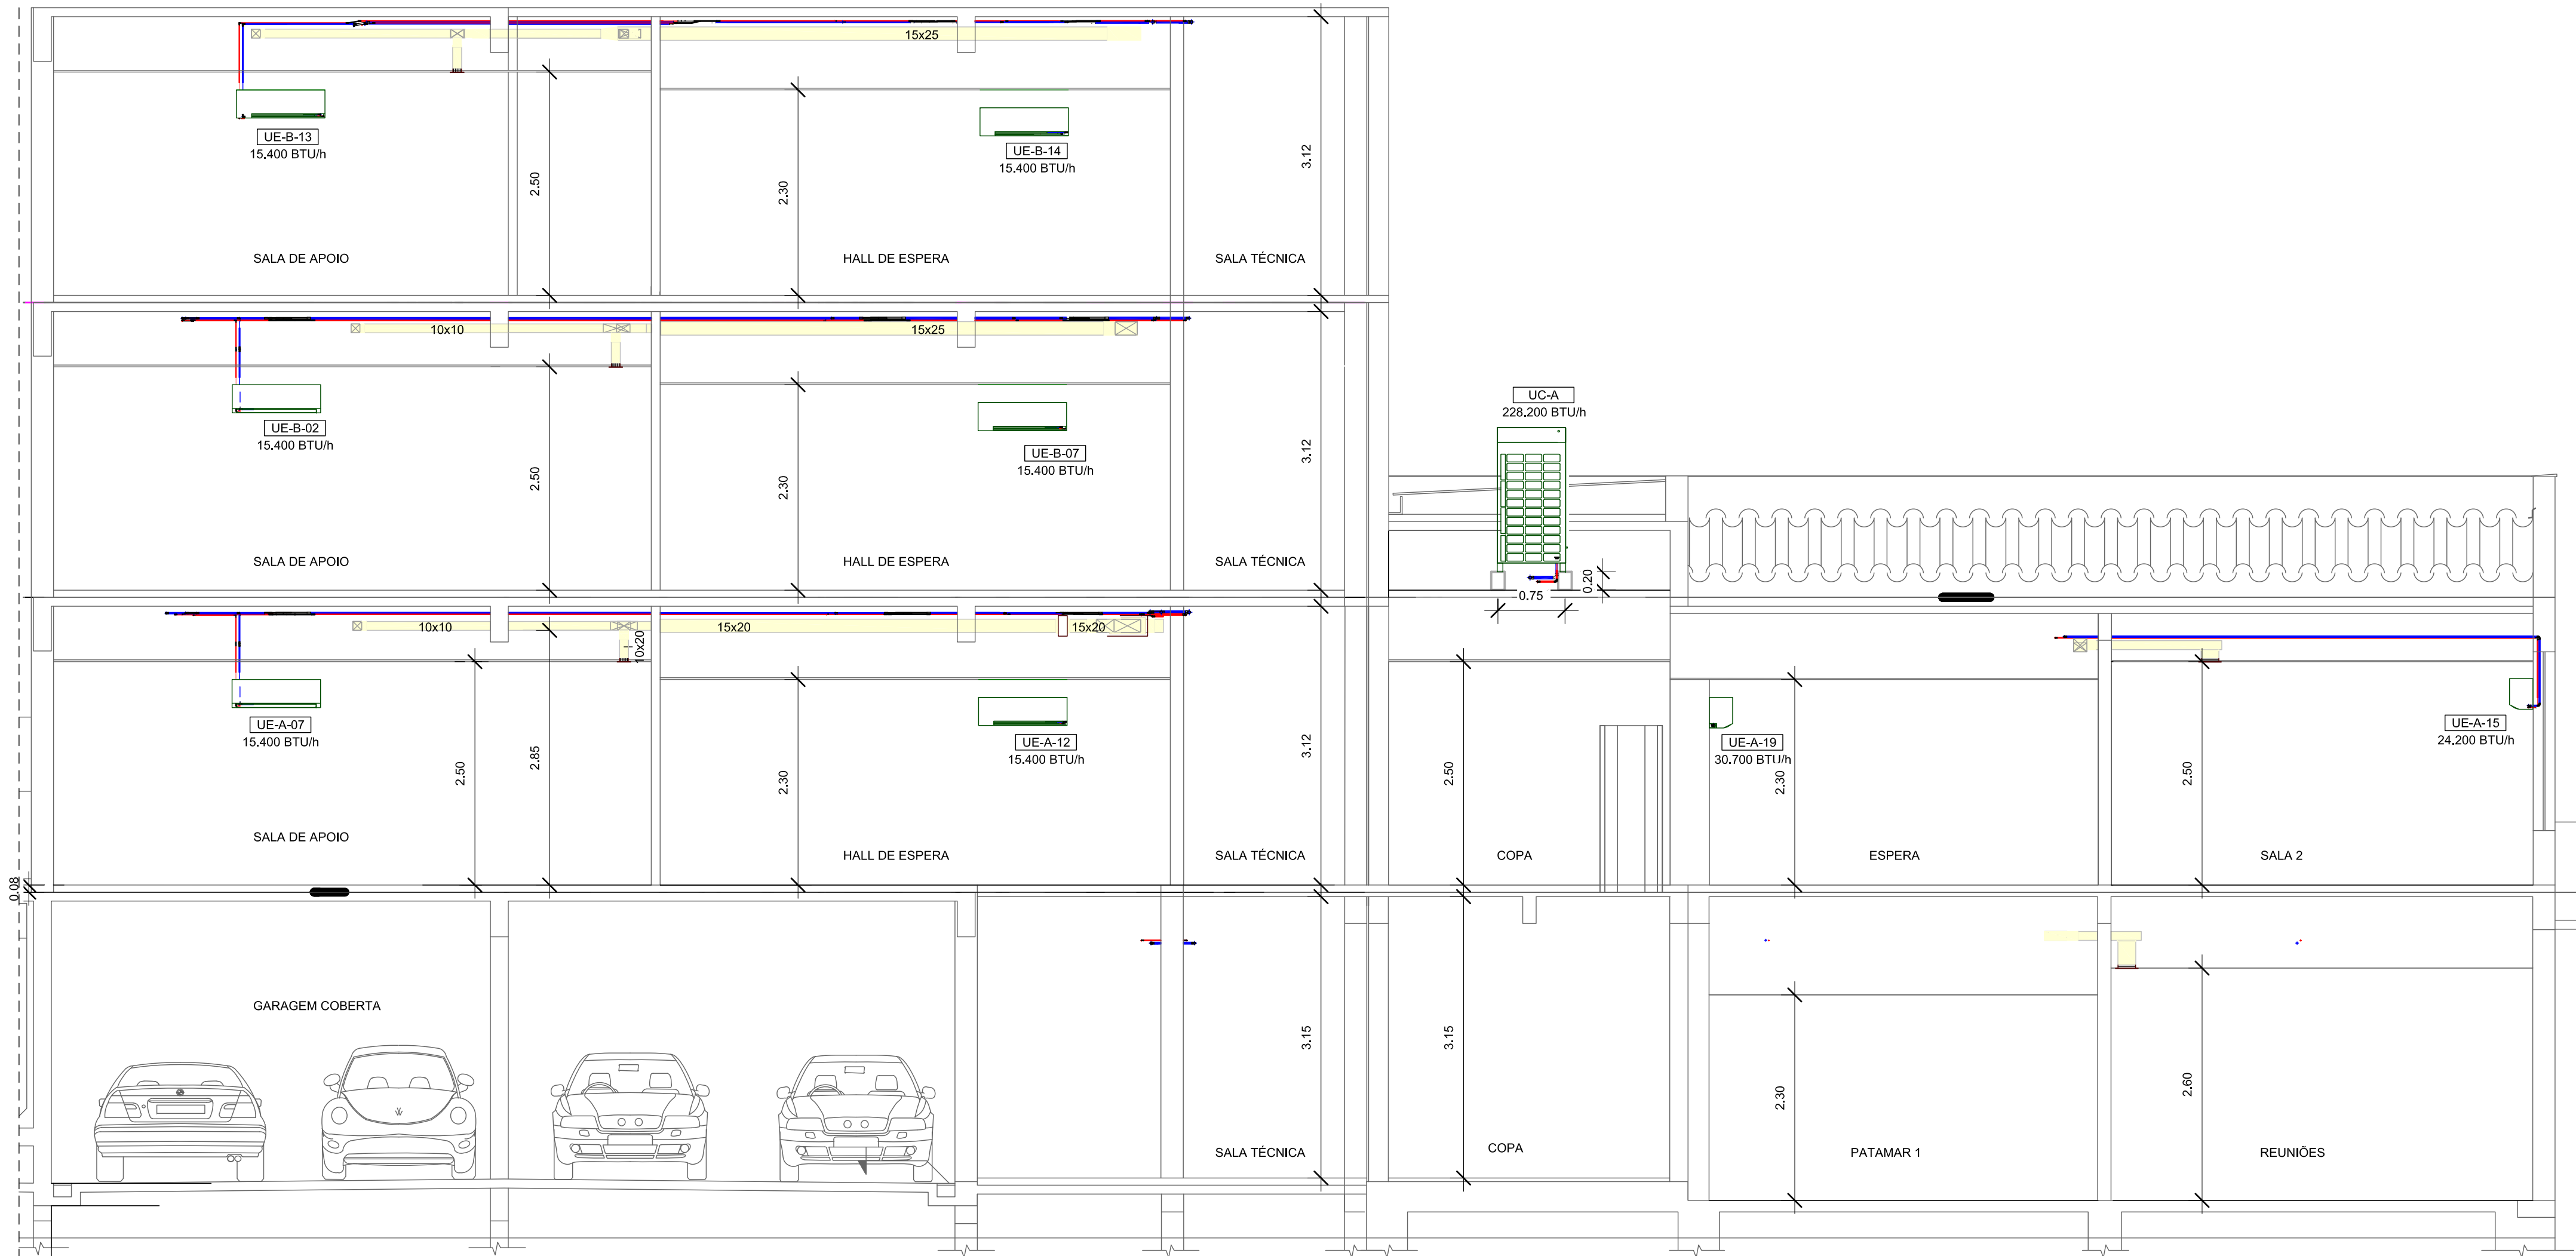 15x25
UE-B-13
15.400 BTU/h
UE-B-14
15.400 BTU/h
2.50
2.30
3.12
SALA DE APOIO
HALL DE ESPERA
SALA TÉCNICA
10x10
15x25
UE-B-02
15.400 BTU/h
UE-B-07
15.400 BTU/h
2.50
2.30
3.12
UC-A
228.200 BTU/h
SALA DE APOIO
HALL DE ESPERA
SALA TÉCNICA
0.20
0.75
10x10
10x20
15x20
15x20
UE-A-07
15.400 BTU/h
UE-A-12
15.400 BTU/h
UE-A-19
30.700 BTU/h
UE-A-15
24.200 BTU/h
2.50
2.85
2.30
3.12
2.50
2.30
2.50
SALA DE APOIO
HALL DE ESPERA
SALA TÉCNICA
COPA
ESPERA
SALA 2
0.08
GARAGEM COBERTA
3.15
3.15
2.30
2.60
SALA TÉCNICA
COPA
PATAMAR 1
REUNIÕES